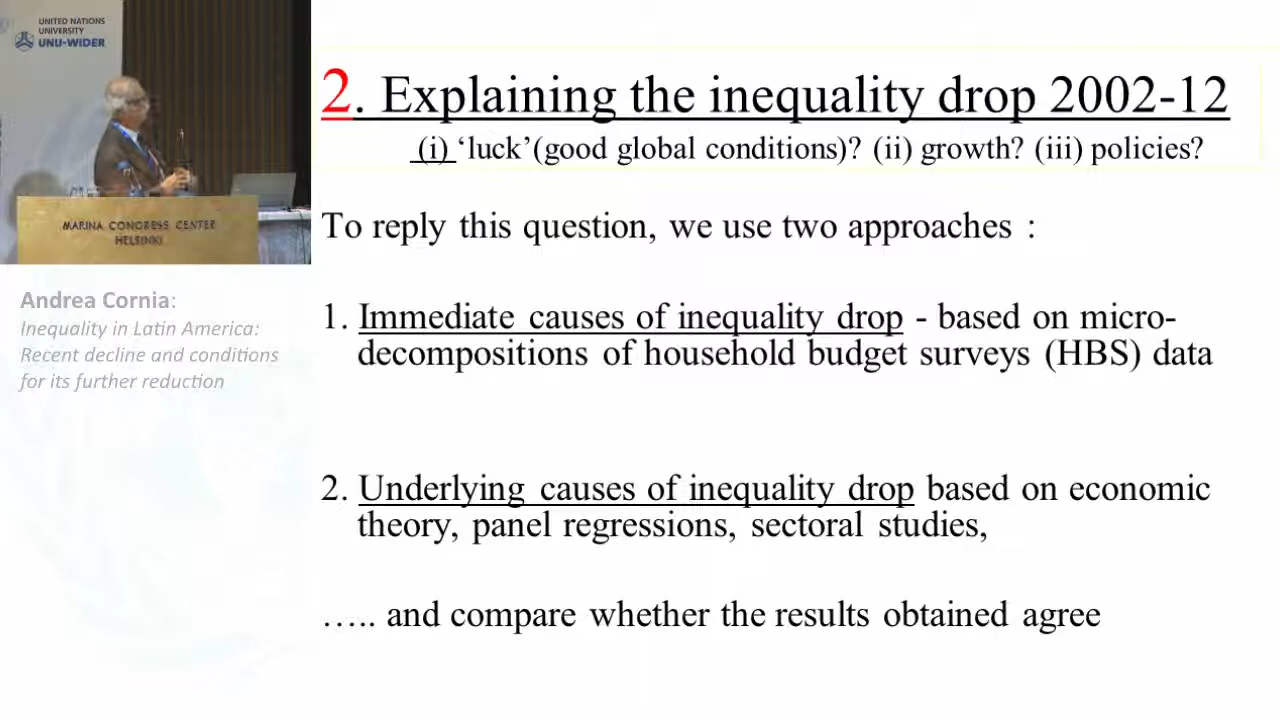 UNITED NATIONS
UNIVERSITY
UNU-WIDER
MARINA CONGRESS CENTER
HELSINKI
Andrea Cornia:
Inequality in Latin America:
Recent decline and conditions
for its further reduction
2. Explaining the inequality drop 2002-12
(i) ‘luck’(good global conditions)? (ii) growth? (iii) policies?
To reply this question, we use two approaches :
1. Immediate causes of inequality drop - based on micro-
decompositions of household budget surveys (HBS) data
2. Underlying causes of inequality drop based on economic
theory, panel regressions, sectoral studies,
….. and compare whether the results obtained agree